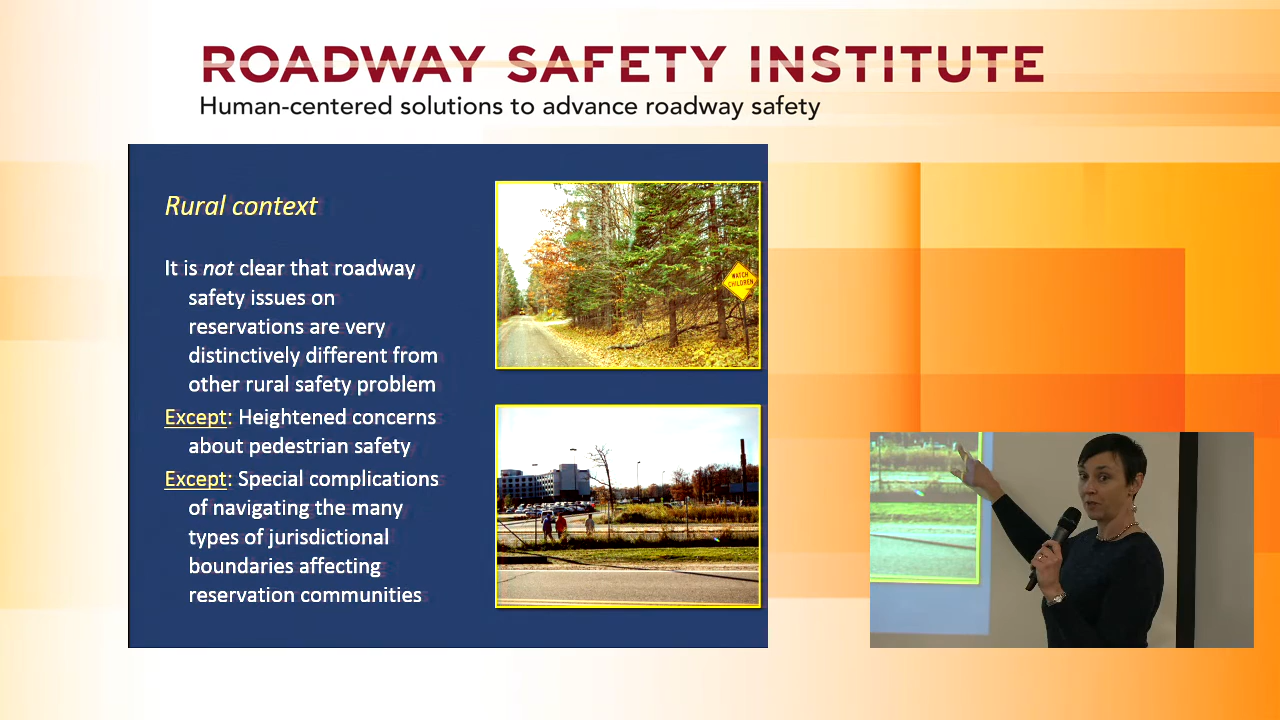 ROADWAY SAFETY INSTITUTE
Human-centered solutions to advance roadway safety
Rural context
It is not clear that roadway
safety issues on
reservations are very
distinctively different from
other rural safety problem
Except: Heightened concerns
about pedestrian safety
Except: Special complications
of navigating the many
types of jurisdictional
boundaries affecting
reservation communities
WATCH
CHILDREN